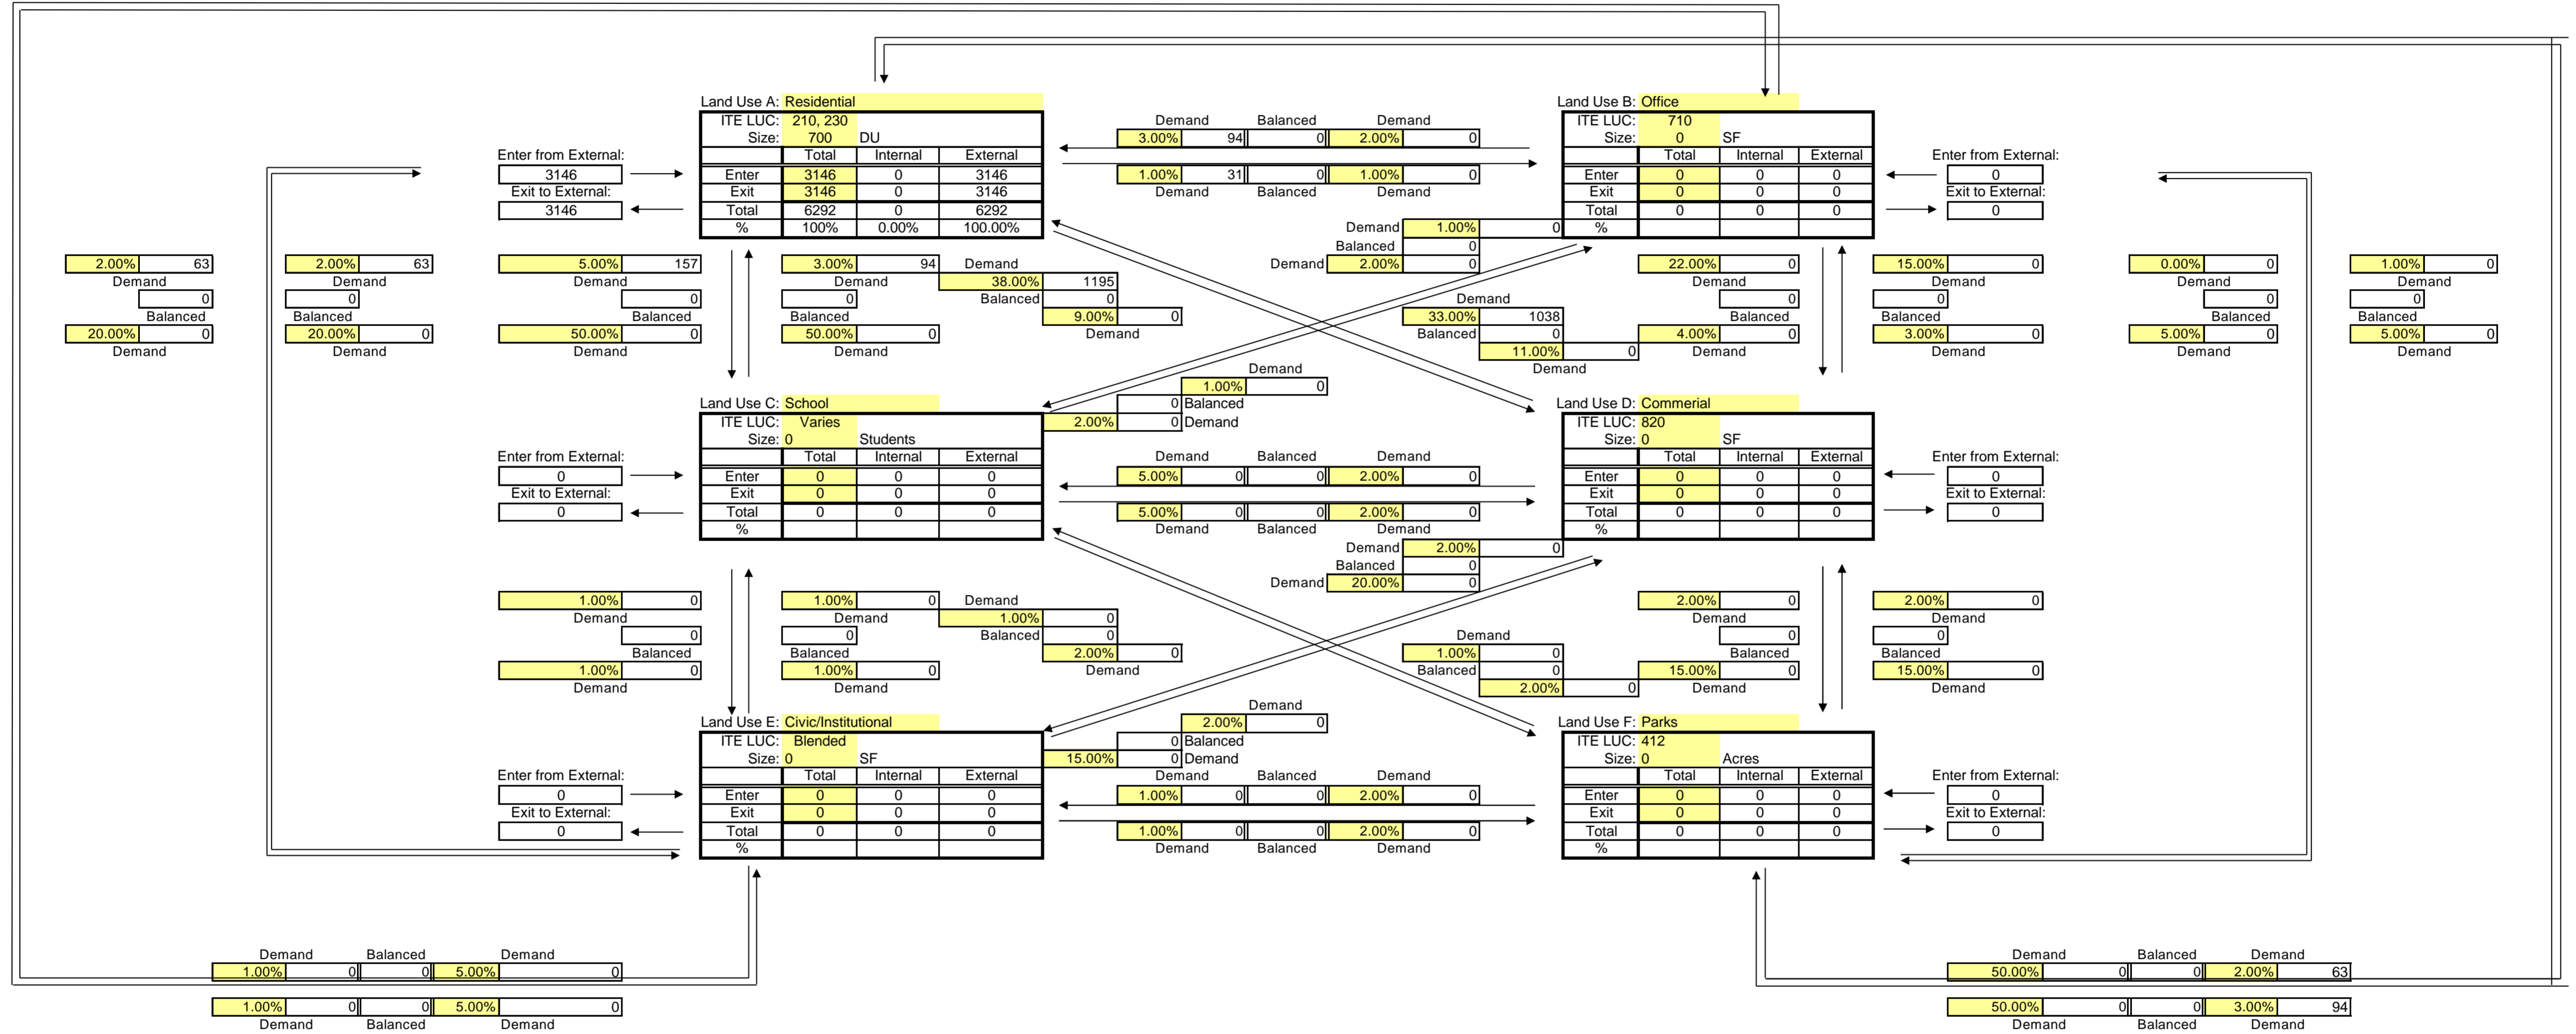 Land Use A: Residential
ITE LUC: 210, 230
Size: 700 DU
Total Internal External
Enter 3146 0 3146
Exit 3146 0 3146
Total 6292 0 6292
% 100% 0.00% 100.00%
Enter from External:
3146
Exit to External:
3146
Demand Balanced Demand
3.00% 94 0 2.00% 0
1.00% 31 0 1.00% 0
Demand Balanced Demand
Land Use B: Office
ITE LUC: 710
Size: 0 SF
Total Internal External
Enter 0 0 0
Exit 0 0 0
Total 0 0 0
%
Enter from External:
0
Exit to External:
0
Demand 1.00% 0
Balanced 0
Demand 2.00% 0
2.00% 63
Demand
0
Balanced
20.00% 0
Demand
2.00% 63
Demand
0
Balanced
20.00% 0
Demand
5.00% 157
Demand
0
Balanced
50.00% 0
Demand
3.00% 94
Demand
0
Balanced
50.00% 0
Demand
Demand
38.00% 1195
Balanced 0
9.00% 0
Demand
Demand
33.00% 1038
Balanced 0
11.00% 0
Demand
22.00% 0
0
Balanced
4.00% 0
Demand
15.00% 0
Demand
0
Balanced
3.00% 0
Demand
0.00% 0
Demand
0
Balanced
5.00% 0
Demand
1.00% 0
Demand
0
Balanced
5.00% 0
Demand
Demand
1.00% 0
0 Balanced
2.00% 0 Demand
Land Use C: School
ITE LUC: Varies
Size: 0 Students
Total Internal External
Enter 0 0 0
Exit 0 0 0
Total 0 0 0
%
Enter from External:
0
Exit to External:
0
Demand Balanced Demand
5.00% 0 0 2.00% 0
5.00% 0 0 2.00% 0
Demand Balanced Demand
Land Use D: Commerial
ITE LUC: 820
Size: 0 SF
Total Internal External
Enter 0 0 0
Exit 0 0 0
Total 0 0 0
%
Enter from External:
0
Exit to External:
0
Demand 2.00% 0
Balanced 0
Demand 20.00% 0
1.00% 0
Demand
0
Balanced
1.00% 0
Demand
1.00% 0
Demand
0
Balanced
1.00% 0
Demand
Demand
1.00% 0
Balanced 0
2.00% 0
Demand
Demand
1.00% 0
Balanced 0
2.00% 0
2.00% 0
Demand
0
Balanced
15.00% 0
Demand
2.00% 0
Demand
0
Balanced
15.00% 0
Demand
Demand
2.00% 0
0 Balanced
15.00% 0 Demand
Land Use E: Civic/Institutional
ITE LUC: Blended
Size: 0 SF
Total Internal External
Enter 0 0 0
Exit 0 0 0
Total 0 0 0
%
Enter from External:
0
Exit to External:
0
Demand Balanced Demand
1.00% 0 0 2.00% 0
1.00% 0 0 2.00% 0
Demand Balanced Demand
Land Use F: Parks
ITE LUC: 412
Size: 0 Acres
Total Internal External
Enter 0 0 0
Exit 0 0 0
Total 0 0 0
%
Enter from External:
0
Exit to External:
0
Demand Balanced Demand
1.00% 0 0 5.00% 0
1.00% 0 0 5.00% 0
Demand Balanced Demand
Demand Balanced Demand
50.00% 0 0 2.00% 63
50.00% 0 0 3.00% 94
Demand Balanced Demand